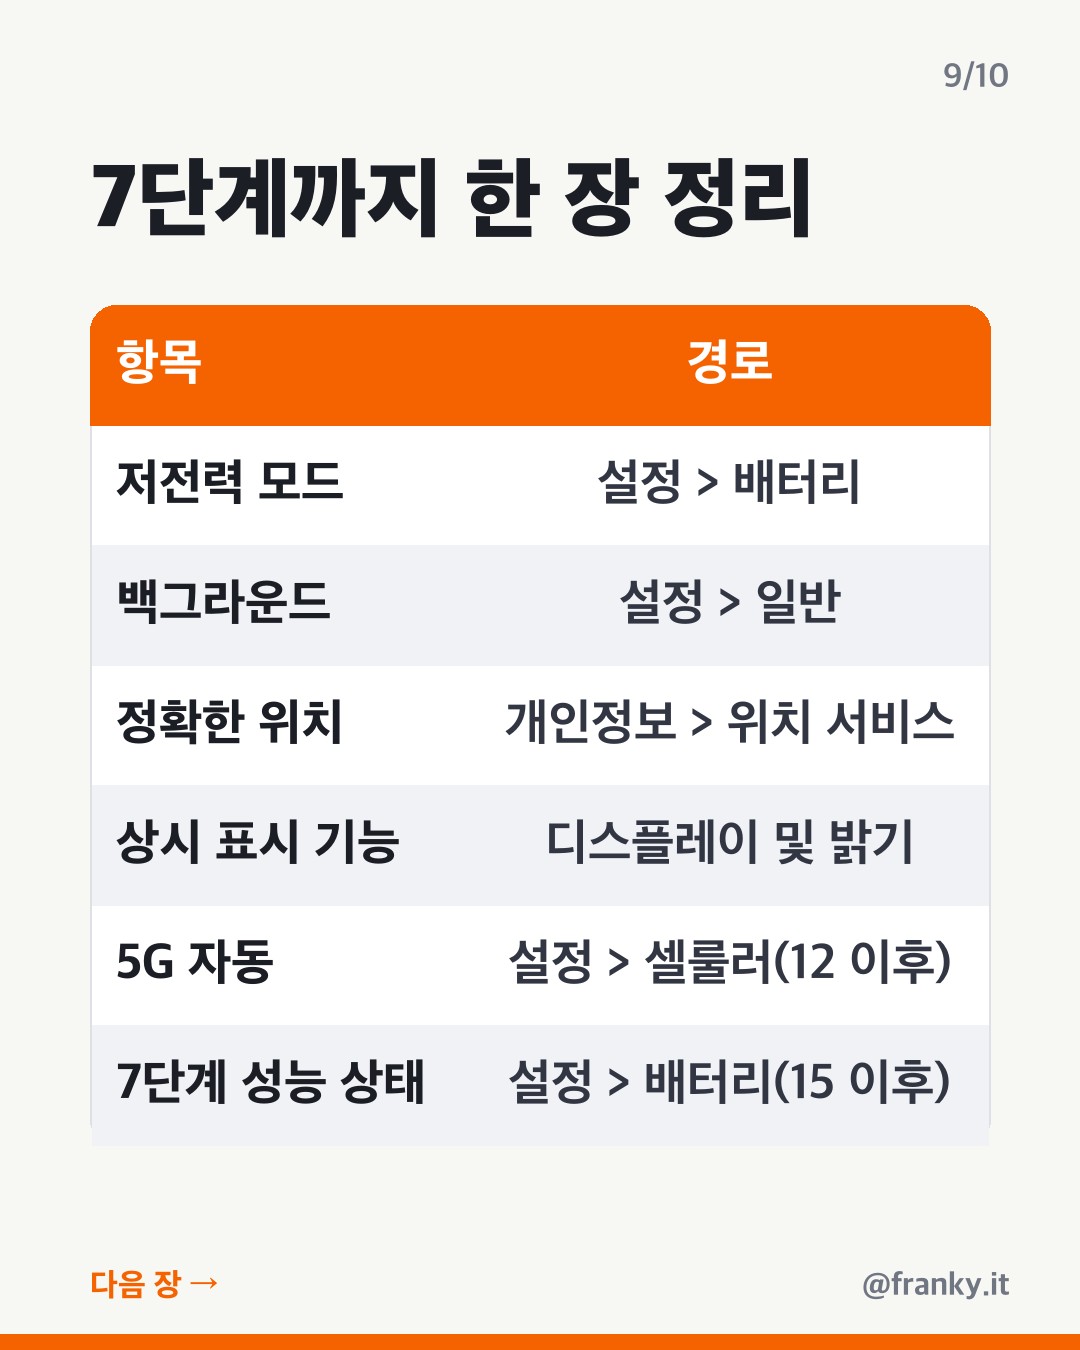 9/10
7단계까지 한 장 정리
항목 경로
저전력 모드 설정 > 배터리
백그라운드 설정 > 일반
정확한 위치 개인정보 > 위치 서비스
상시 표시 기능 디스플레이 및 밝기
5G 자동 설정 > 셀룰러(12 이후)
7단계 성능 상태 설정 > 배터리(15 이후)
다음 장 → @franky.it